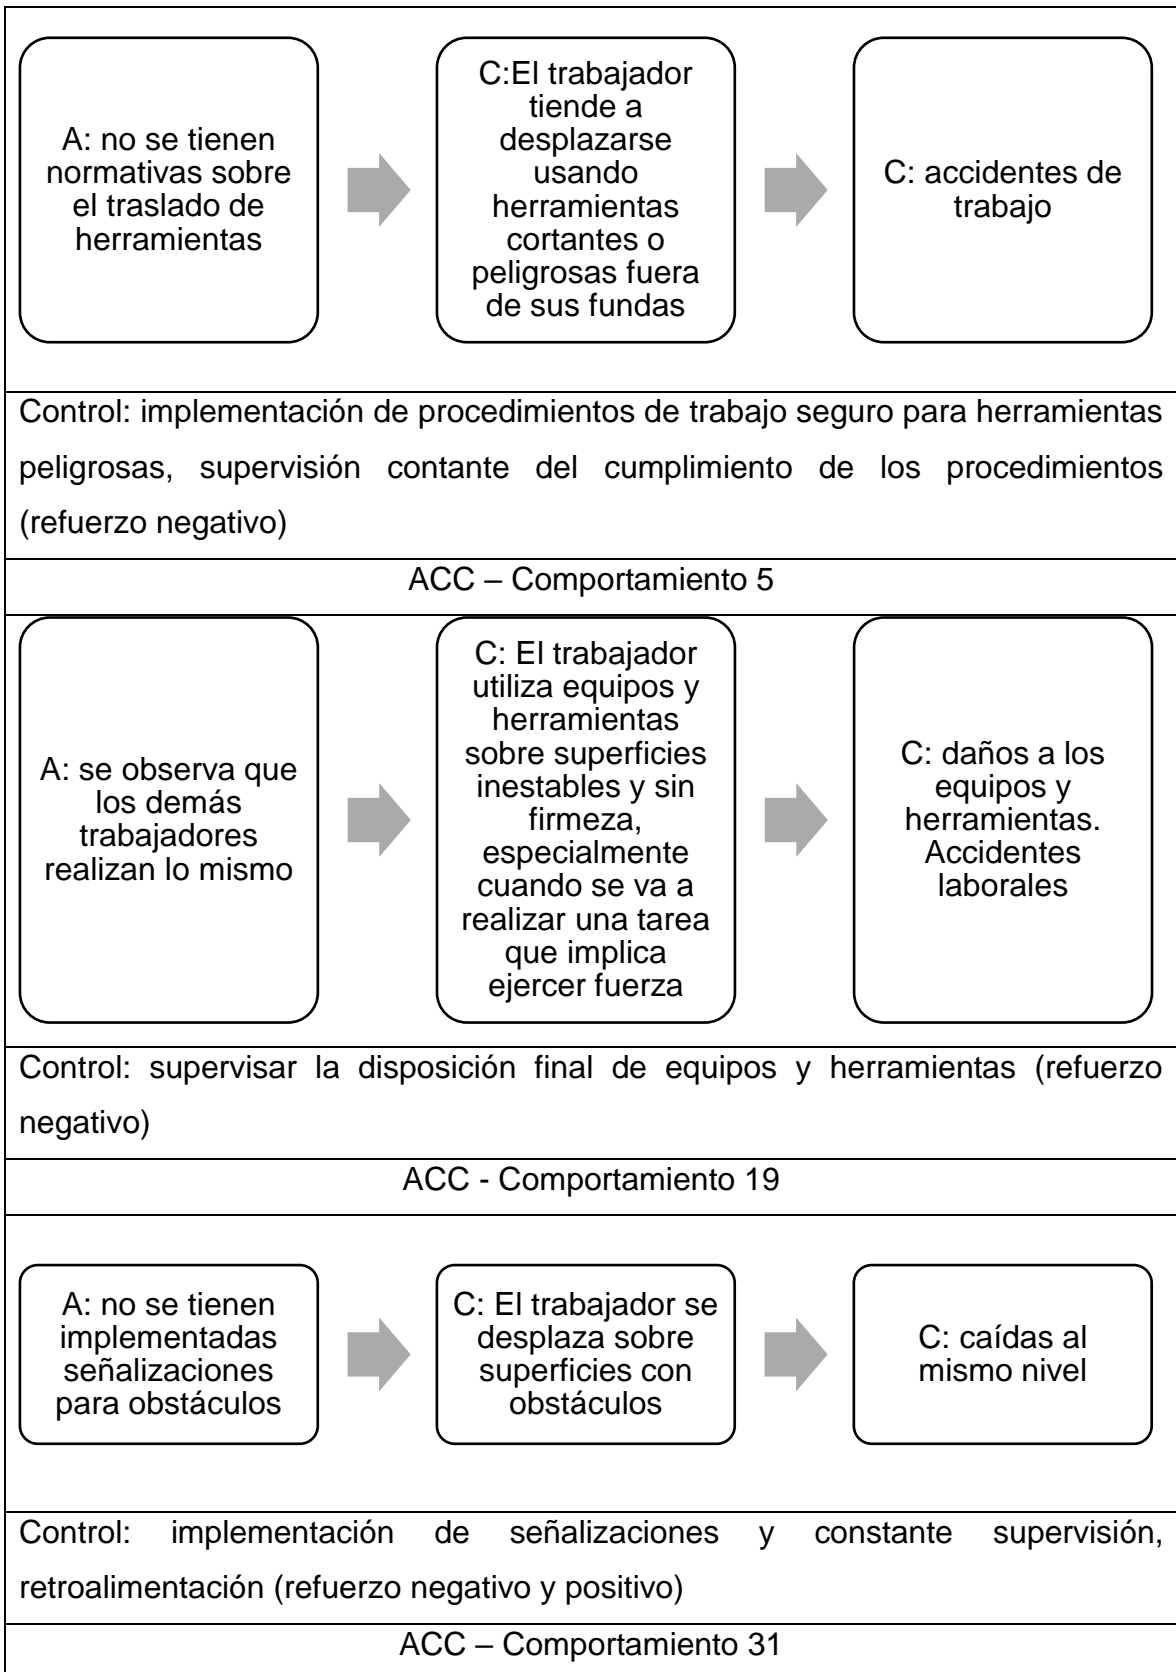 A: no se tienen
normativas sobre
el traslado de
herramientas
C:El trabajador
tiende a
desplazarse
usando
herramientas
cortantes o
peligrosas fuera
de sus fundas
C: accidentes de
trabajo
Control: implementación de procedimientos de trabajo seguro para herramientas
peligrosas, supervisión contante del cumplimiento de los procedimientos
(refuerzo negativo)
ACC – Comportamiento 5
A: se observa que
los demás
trabajadores
realizan lo mismo
C: El trabajador
utiliza equipos y
herramientas
sobre superficies
inestables y sin
firmeza,
especialmente
cuando se va a
realizar una tarea
que implica
ejercer fuerza
C: daños a los
equipos y
herramientas.
Accidentes
laborales
Control: supervisar la disposición final de equipos y herramientas (refuerzo
negativo)
ACC - Comportamiento 19
A: no se tienen
implementadas
señalizaciones
para obstáculos
C: El trabajador se
desplaza sobre
superficies con
obstáculos
C: caídas al
mismo nivel
Control: implementación de señalizaciones y constante supervisión,
retroalimentación (refuerzo negativo y positivo)
ACC – Comportamiento 31